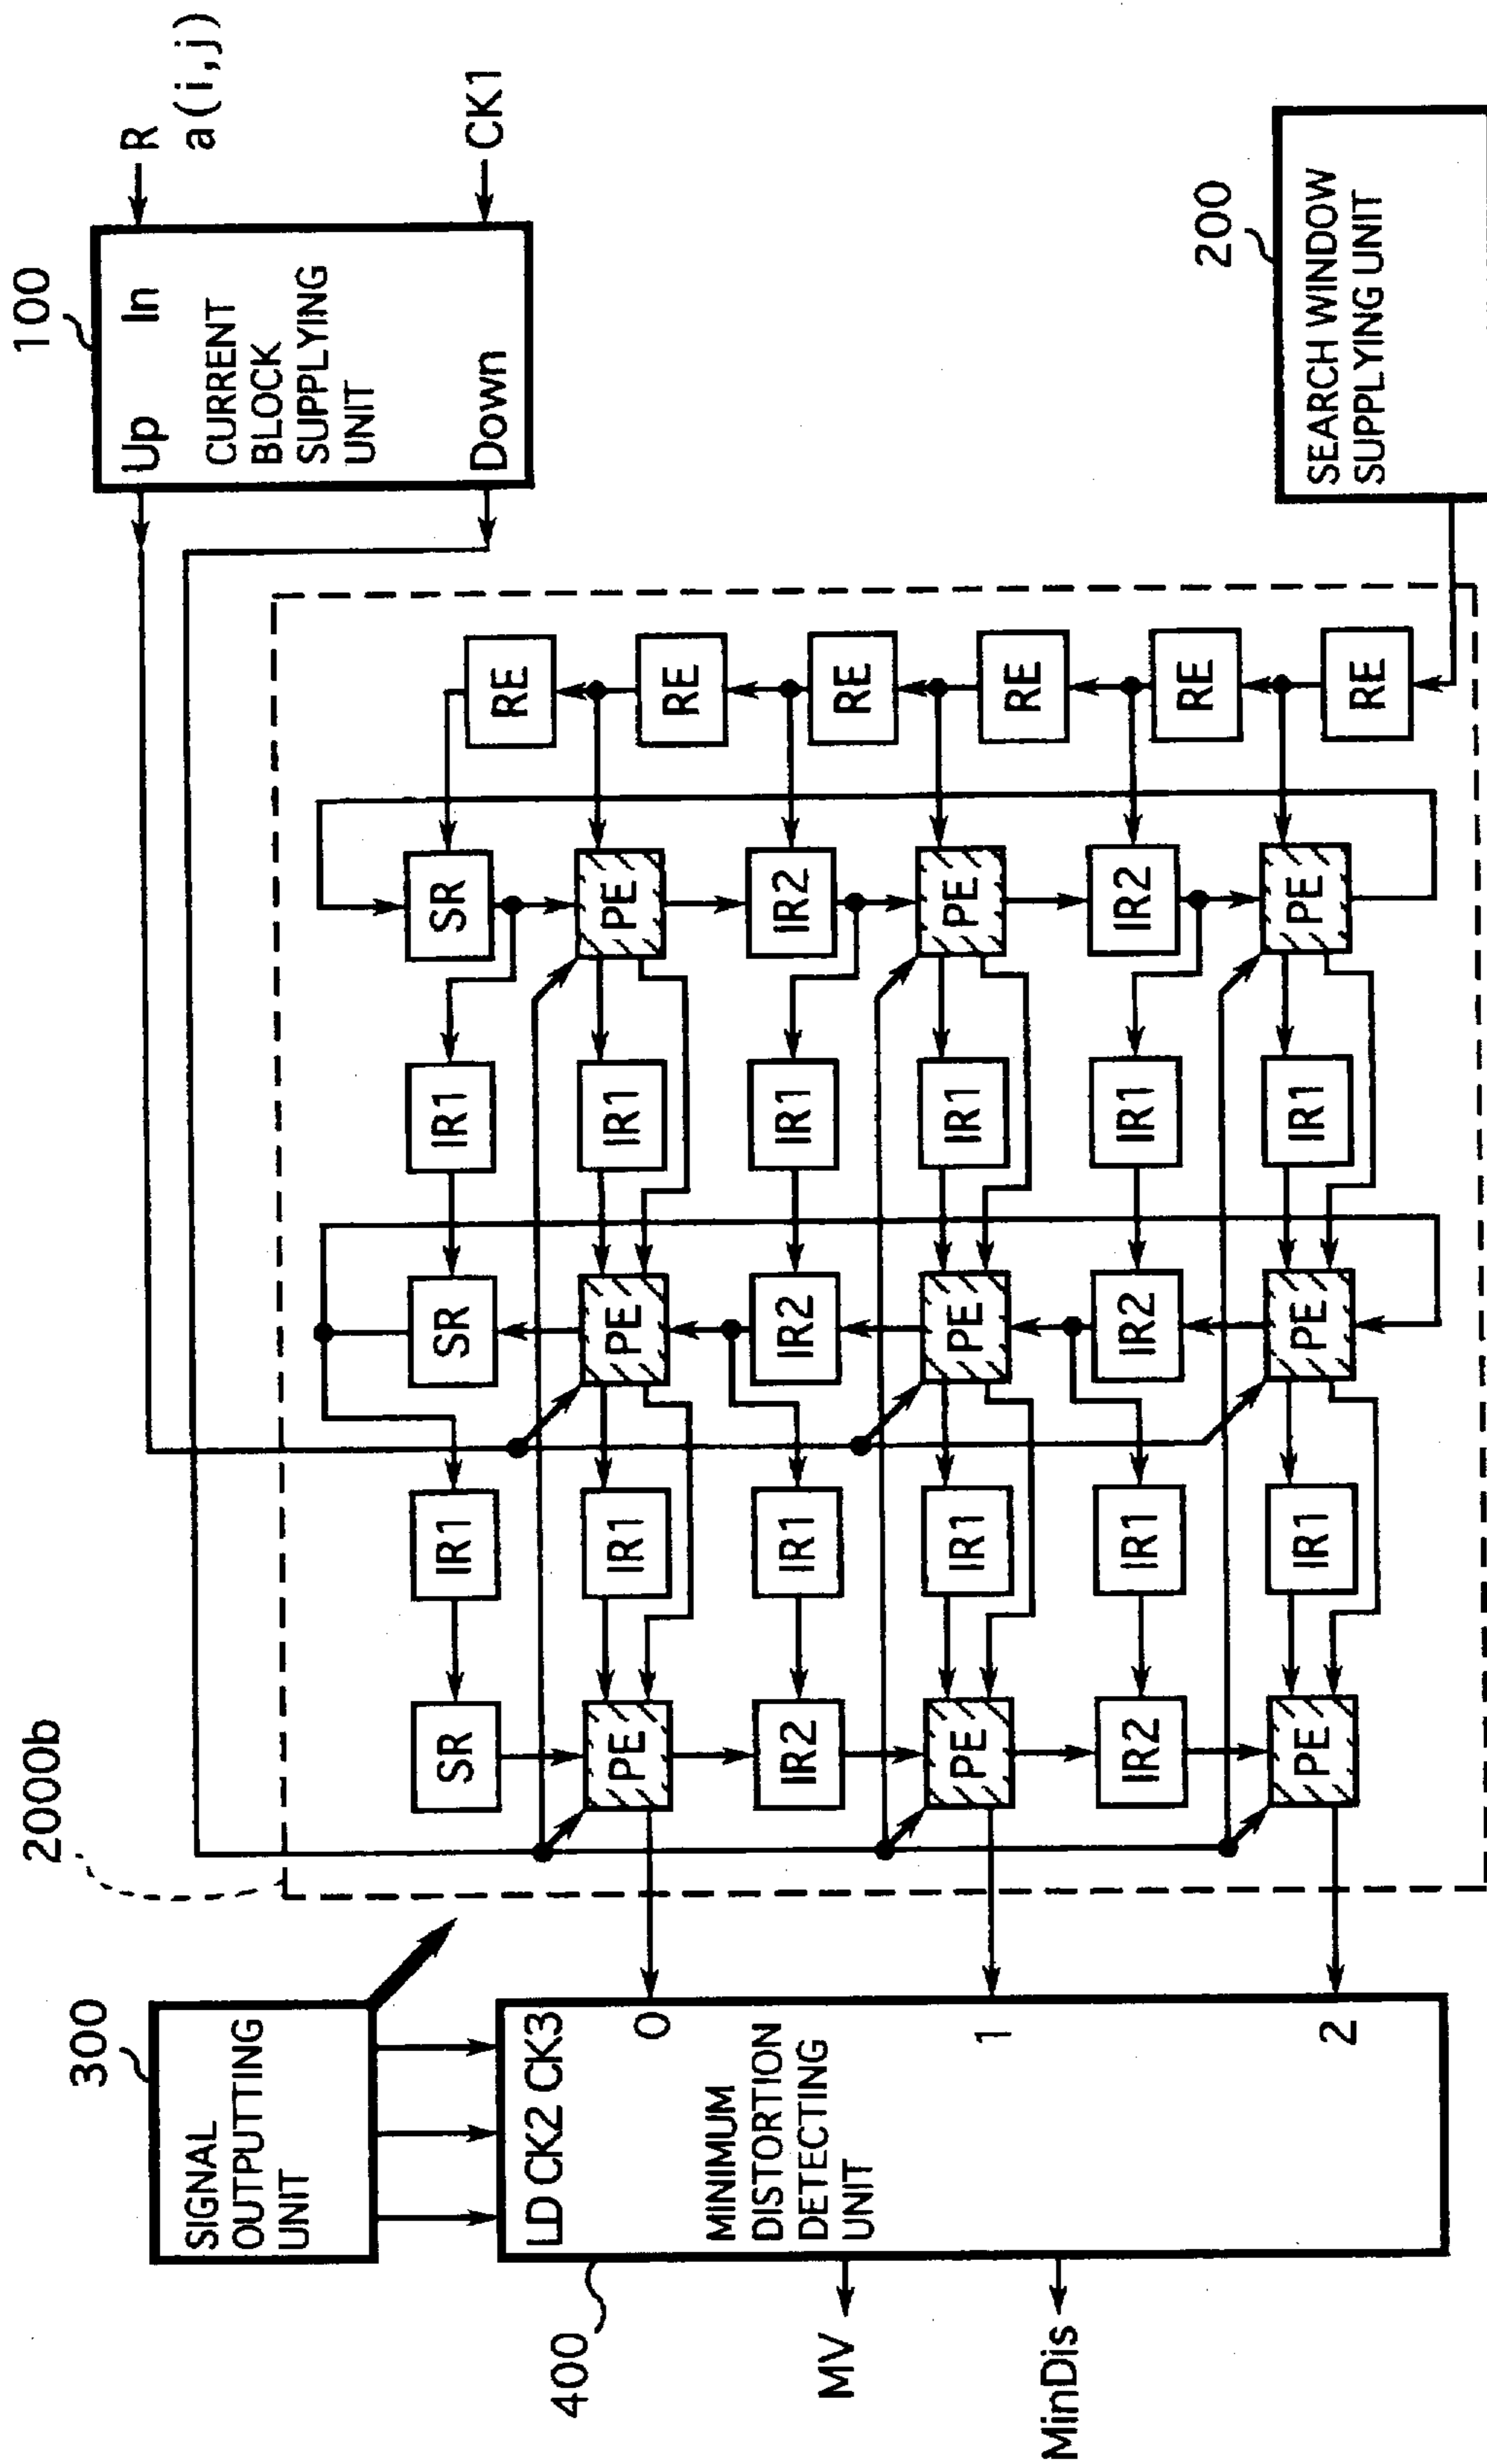 300
SIGNAL
OUTPUTTING
UNIT
2000b
100
Up In
CURRENT
BLOCK
SUPPLYING
UNIT
Down
R
a(i,j)
CK1
400
LD CK2 CK3
MINIMUM
DISTORTION
DETECTING
UNIT
0
1
2
MV
MinDis
SR IR1 SR IR1 SR RE
PE IR1 PE IR1 PE RE
IR2 IR1 IR2 IR1 IR2 RE
PE IR1 PE IR1 PE RE
IR2 IR1 IR2 IR1 IR2 RE
PE IR1 PE IR1 PE RE
200
SEARCH WINDOW
SUPPLYING UNIT